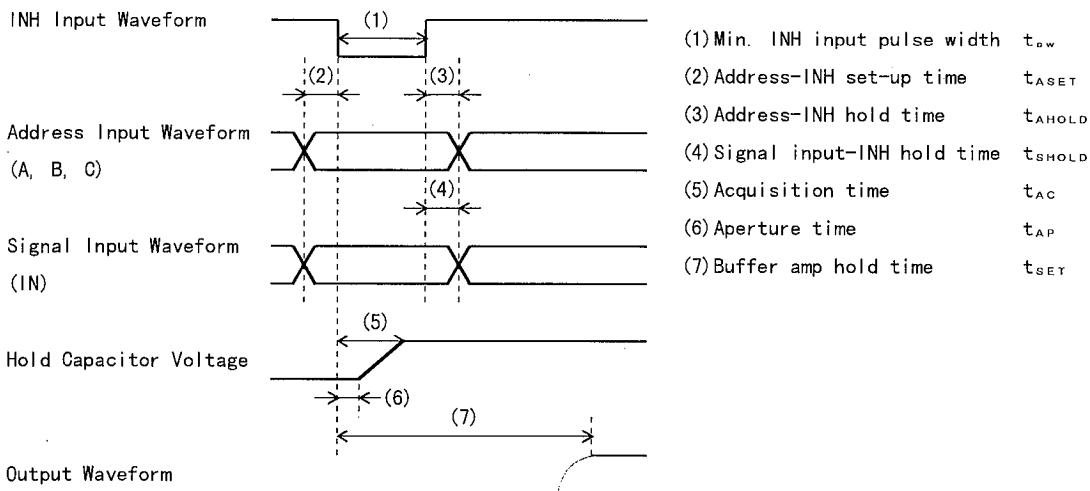 INH Input Waveform
(1)
(2)
(3)
Address Input Waveform
(A, B, C)
(4)
Signal Input Waveform
(IN)
(5)
Hold Capacitor Voltage
(6)
(7)
Output Waveform
(1) Min. INH input pulse width tDW
(2) Address-INH set-up time tASET
(3) Address-INH hold time tAHOLD
(4) Signal input-INH hold time tSHOLD
(5) Acquisition time tAC
(6) Aperture time tAP
(7) Buffer amp hold time tSET